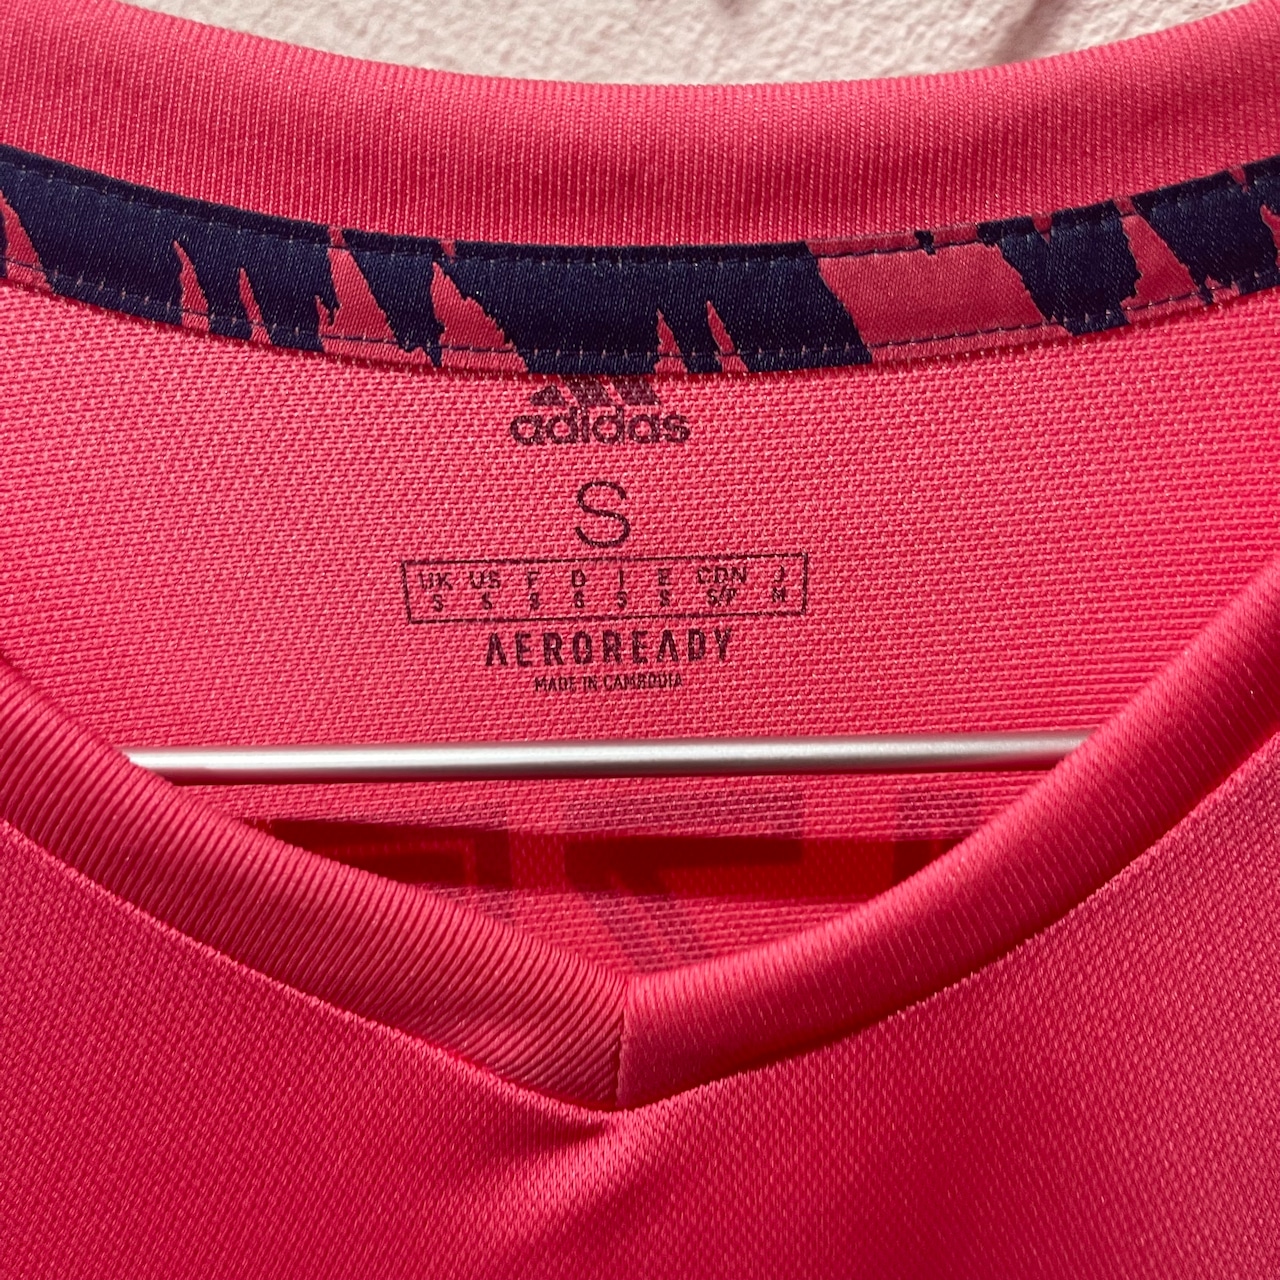 adidas
S
UK US F D I E CDN J
S S S S S S S/P M
AEROREADY
MADE IN CAMBODIA